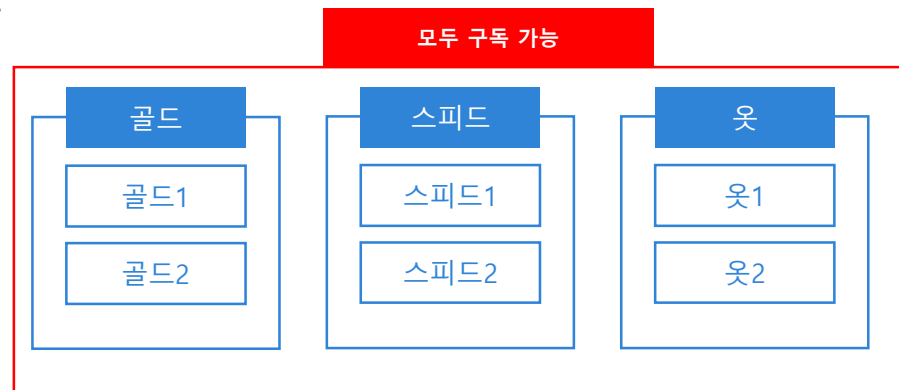 모두 구독 가능
골드
골드1
골드2
스피드
스피드1
스피드2
옷
옷1
옷2